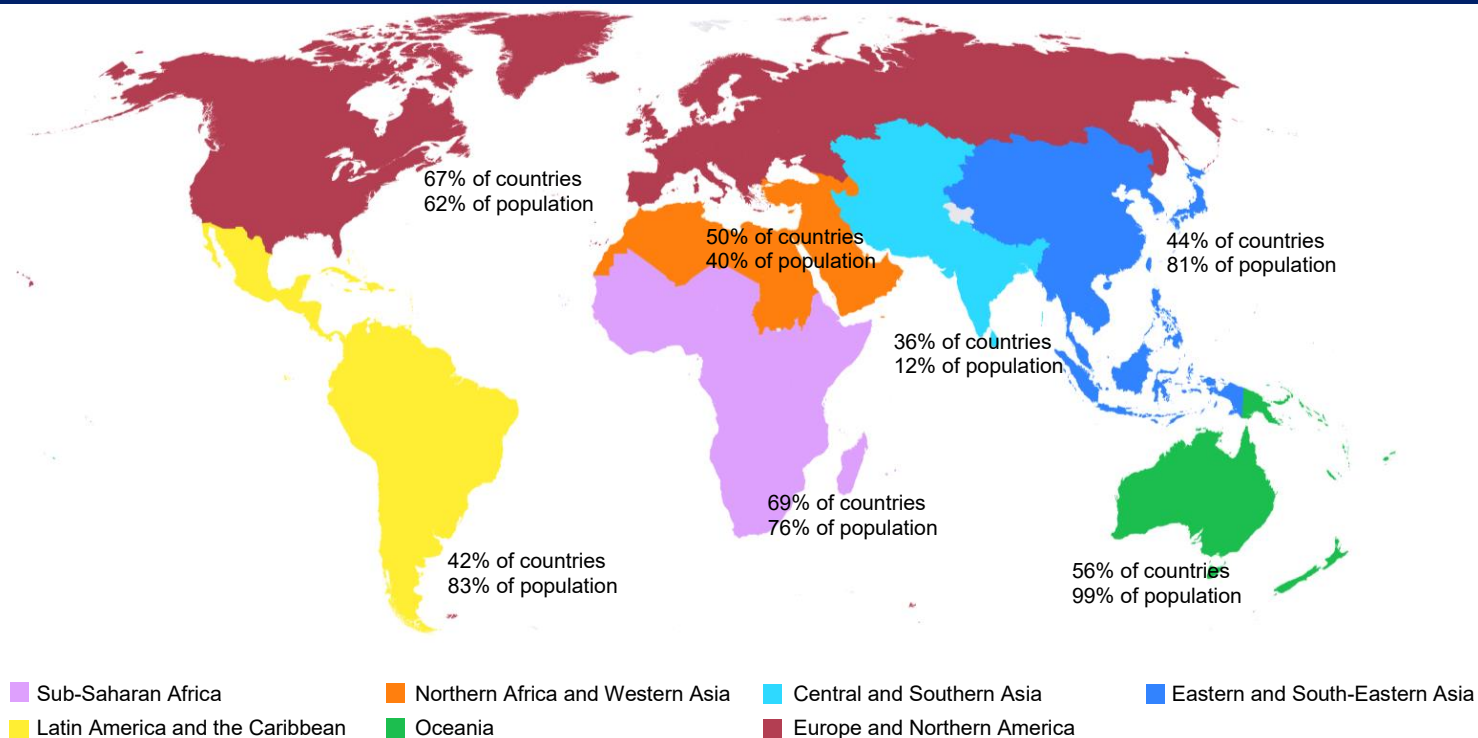 67% of countries
62% of population
50% of countries
40% of population
44% of countries
81% of population
36% of countries
12% of population
69% of countries
76% of population
42% of countries
83% of population
56% of countries
99% of population
Sub-Saharan Africa
Northern Africa and Western Asia
Central and Southern Asia
Eastern and South-Eastern Asia
Latin America and the Caribbean
Oceania
Europe and Northern America